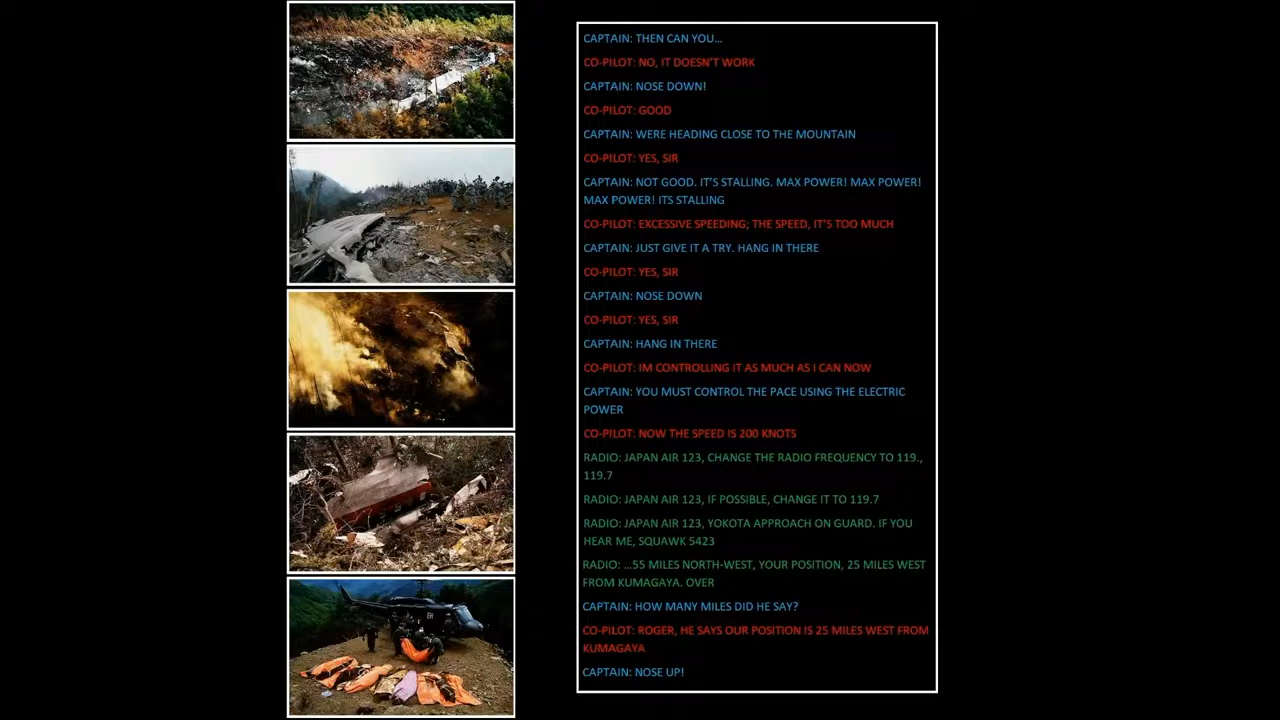 CAPTAIN: THEN CAN YOU...
CO-PILOT: NO, IT DOESN'T WORK
CAPTAIN: NOSE DOWN!
CO-PILOT: GOOD
CAPTAIN: WERE HEADING CLOSE TO THE MOUNTAIN
CO-PILOT: YES, SIR
CAPTAIN: NOT GOOD. IT'S STALLING. MAX POWER! MAX POWER!
MAX POWER! ITS STALLING
CO-PILOT: EXCESSIVE SPEEDING; THE SPEED, IT'S TOO MUCH
CAPTAIN: JUST GIVE IT A TRY. HANG IN THERE
CO-PILOT: YES, SIR
CAPTAIN: NOSE DOWN
CO-PILOT: YES, SIR
CAPTAIN: HANG IN THERE
CO-PILOT: IM CONTROLLING IT AS MUCH AS I CAN NOW
CAPTAIN: YOU MUST CONTROL THE PACE USING THE ELECTRIC
POWER
CO-PILOT: NOW THE SPEED IS 200 KNOTS
RADIO: JAPAN AIR 123, CHANGE THE RADIO FREQUENCY TO 119.,
119.7
RADIO: JAPAN AIR 123, IF POSSIBLE, CHANGE IT TO 119.7
RADIO: JAPAN AIR 123, YOKOTA APPROACH ON GUARD. IF YOU
HEAR ME, SQUAWK 5423
RADIO: ...55 MILES NORTH-WEST, YOUR POSITION, 25 MILES WEST
FROM KUMAGAYA. OVER
CAPTAIN: HOW MANY MILES DID HE SAY?
CO-PILOT: ROGER, HE SAYS OUR POSITION IS 25 MILES WEST FROM
KUMAGAYA
CAPTAIN: NOSE UP!